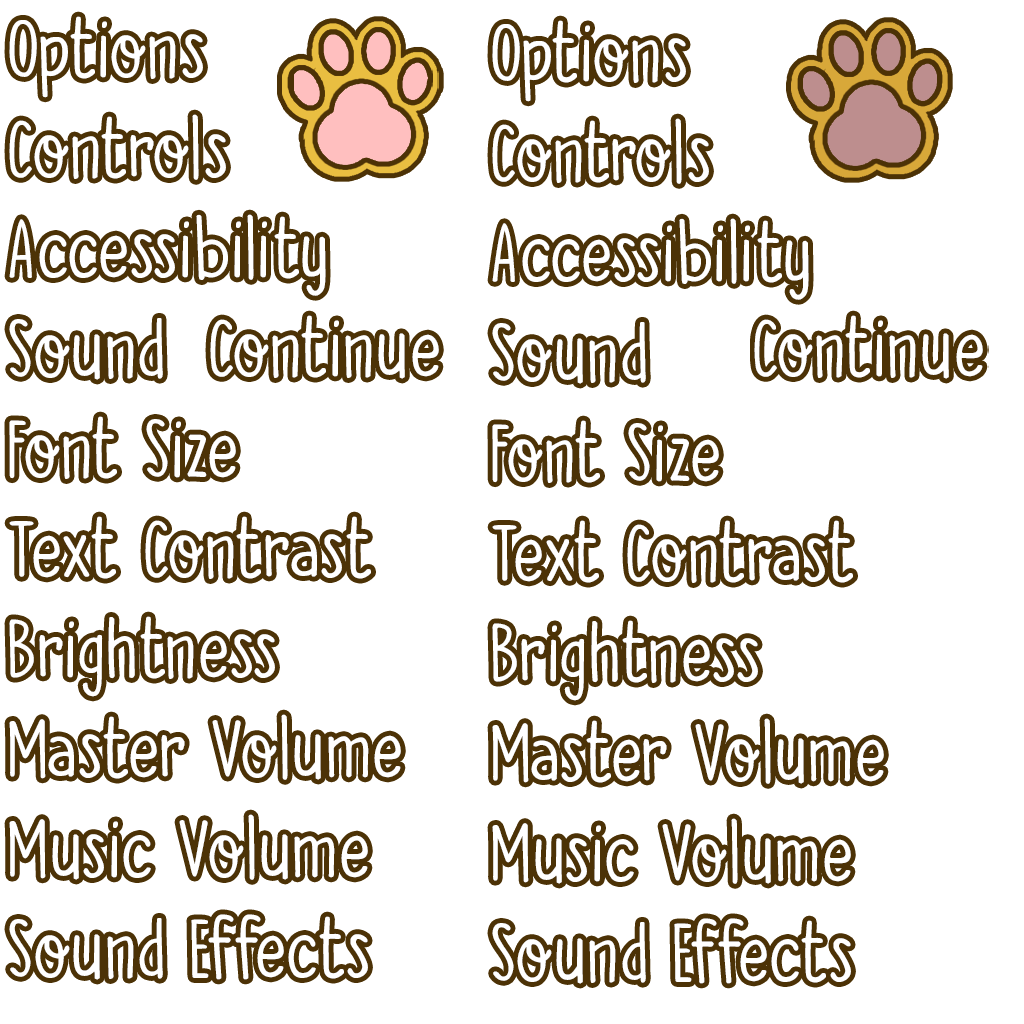 Options Options
Controls Controls
Accessibility Accessibility
Sound Continue Sound Continue
Font Size Font Size
Text Contrast Text Contrast
Brightness Brightness
Master Volume Master Volume
Music Volume Music Volume
Sound Effects Sound Effects